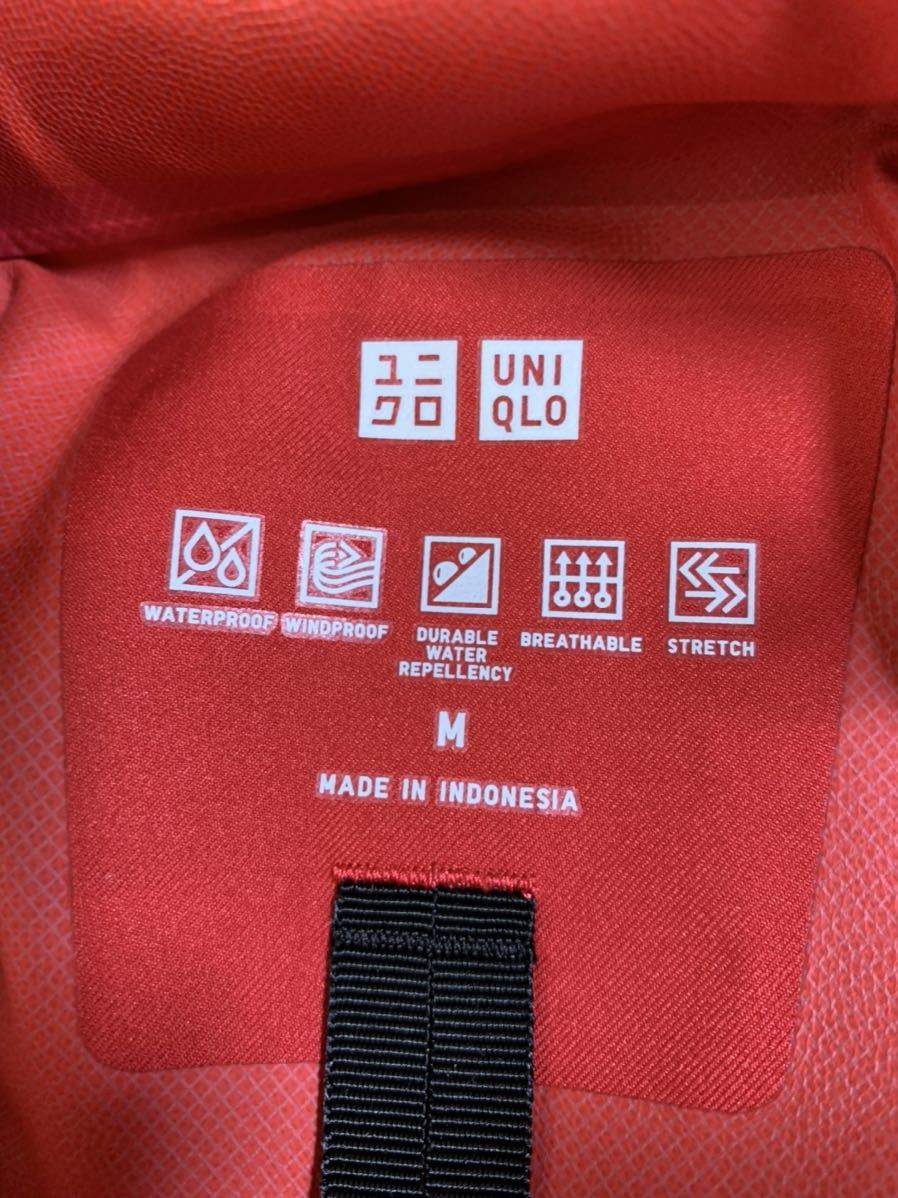 ユニ UNI
クロ QLO
WATERPROOF WINDPROOF DURABLE WATER REPELLENCY BREATHABLE STRETCH
M
MADE IN INDONESIA